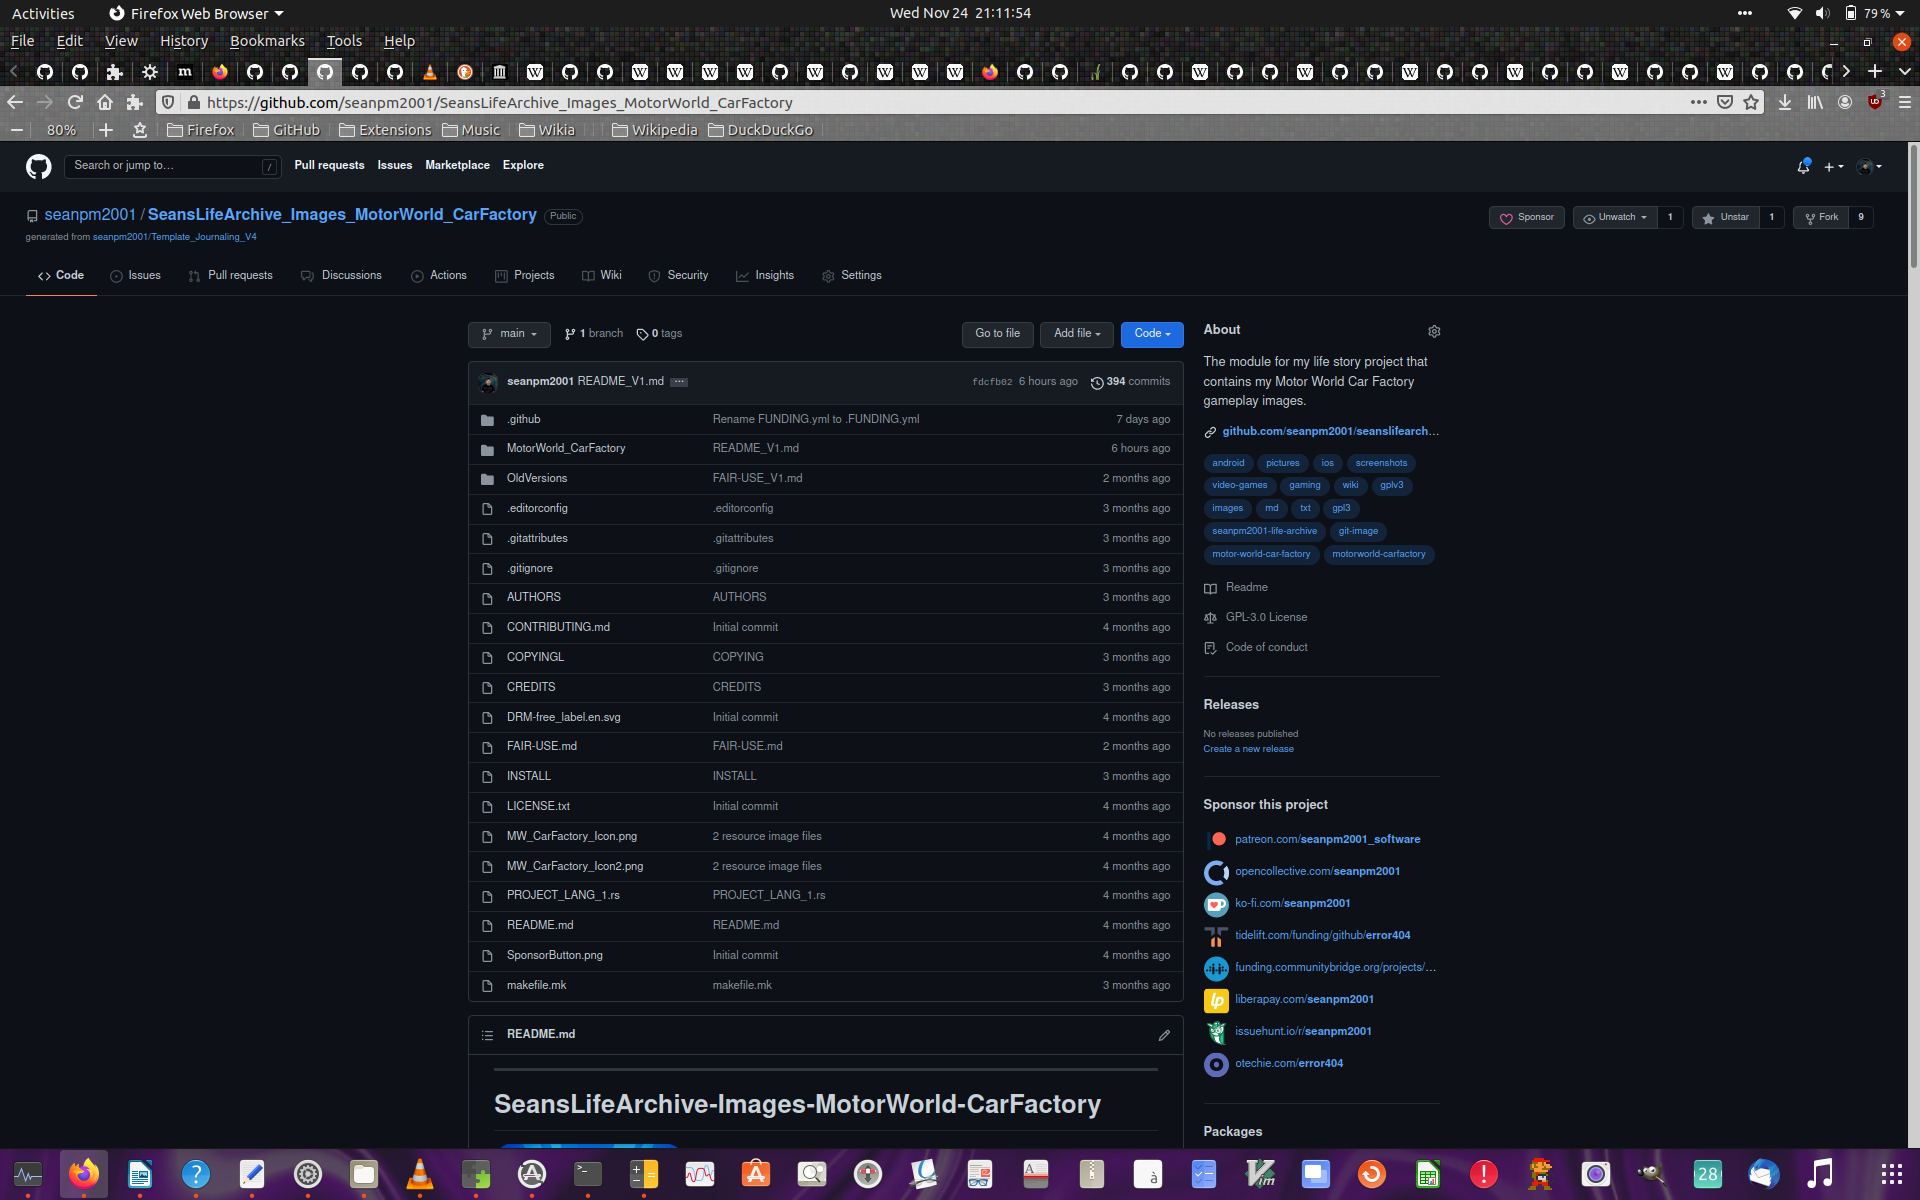 Activities
Firefox Web Browser
Wed Nov 24 21:11:54
79 %
File Edit View History Bookmarks Tools Help
https://github.com/seanpm2001/SeansLifeArchive_Images_MotorWorld_CarFactory
3
80%
Firefox GitHub Extensions Music Wikia Wikipedia DuckDuckGo
Search or jump to…
/
Pull requests Issues Marketplace Explore
seanpm2001 / SeansLifeArchive_Images_MotorWorld_CarFactory Public
generated from seanpm2001/Template_Journaling_V4
Sponsor
Unwatch 1
Unstar 1
Fork 9
Code Issues Pull requests Discussions Actions Projects Wiki Security Insights Settings
main
1 branch
0 tags
Go to file
Add file
Code
seanpm2001 README_V1.md fdcfb02 6 hours ago 394 commits
.github Rename FUNDING.yml to .FUNDING.yml 7 days ago
MotorWorld_CarFactory README_V1.md 6 hours ago
OldVersions FAIR-USE_V1.md 2 months ago
.editorconfig .editorconfig 3 months ago
.gitattributes .gitattributes 3 months ago
.gitignore .gitignore 3 months ago
AUTHORS AUTHORS 3 months ago
CONTRIBUTING.md Initial commit 4 months ago
COPYINGL COPYING 3 months ago
CREDITS CREDITS 3 months ago
DRM-free_label.en.svg Initial commit 4 months ago
FAIR-USE.md FAIR-USE.md 2 months ago
INSTALL INSTALL 3 months ago
LICENSE.txt Initial commit 4 months ago
MW_CarFactory_Icon.png 2 resource image files 4 months ago
MW_CarFactory_Icon2.png 2 resource image files 4 months ago
PROJECT_LANG_1.rs PROJECT_LANG_1.rs 4 months ago
README.md README.md 4 months ago
SponsorButton.png Initial commit 4 months ago
makefile.mk makefile.mk 3 months ago
README.md
SeansLifeArchive-Images-MotorWorld-CarFactory
About
The module for my life story project that
contains my Motor World Car Factory
gameplay images.
github.com/seanpm2001/seanslifearch…
android pictures ios screenshots
video-games gaming wiki gplv3
images md txt gpl3
seanpm2001-life-archive git-image
motor-world-car-factory motorworld-carfactory
Readme
GPL-3.0 License
Code of conduct
Releases
No releases published
Create a new release
Sponsor this project
patreon.com/seanpm2001_software
opencollective.com/seanpm2001
ko-fi.com/seanpm2001
tidelift.com/funding/github/error404
funding.communitybridge.org/projects/…
liberapay.com/seanpm2001
issuehunt.io/r/seanpm2001
otechie.com/error404
Packages
28